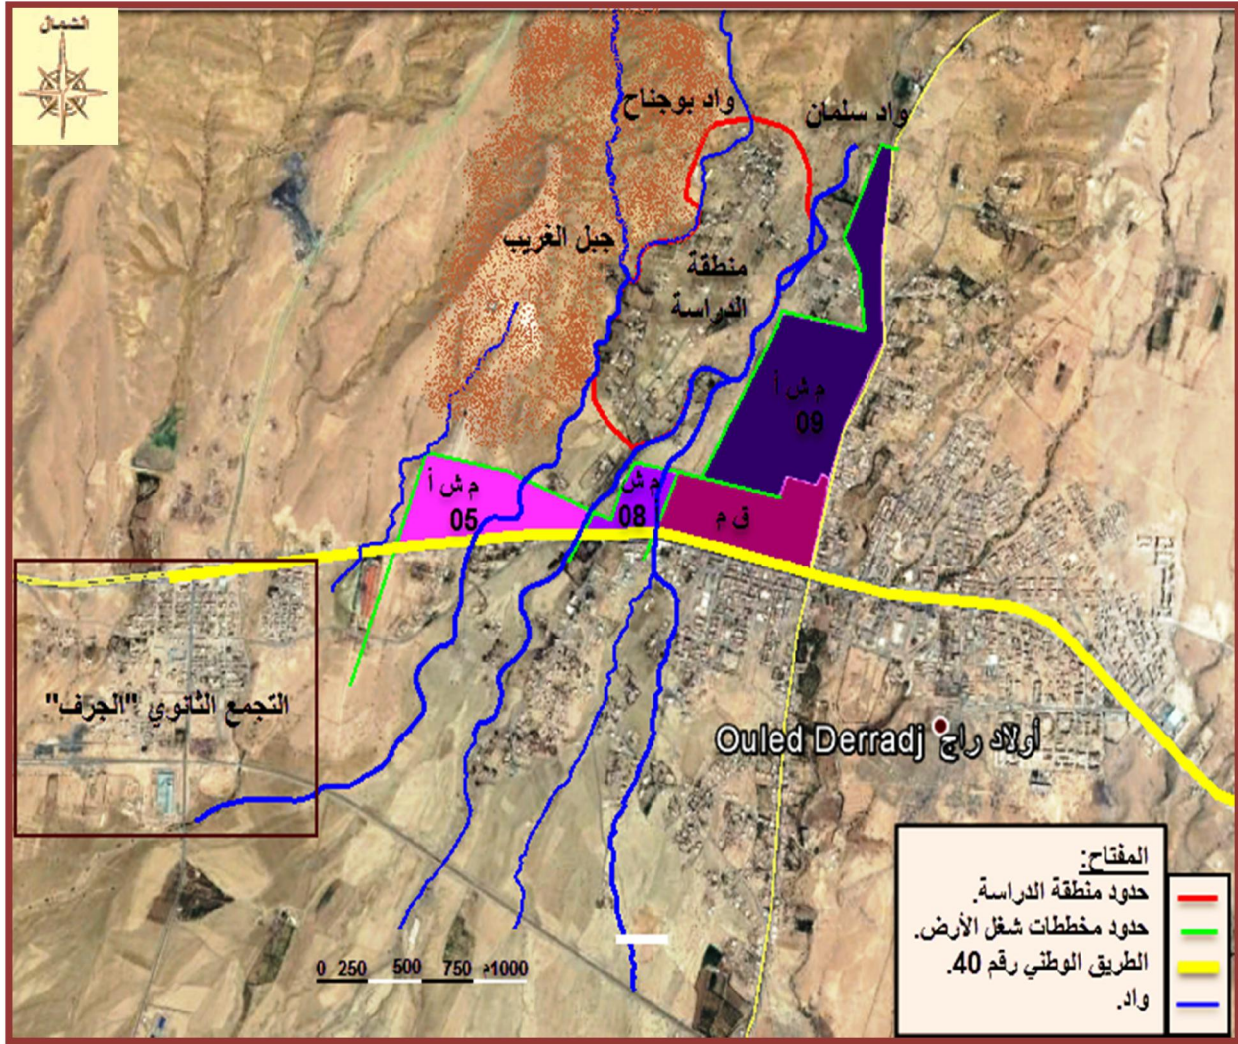 الشمال
واد بوجناح
واد سلمان
جبل الغريب
منطقة
الدراسة
م ش أ
09
م ش أ
05
م ش
08
ق م
التجمع الثانوي "الجرف"
Ouled Derradj أولاد راج
المفتاح:
حدود منطقة الدراسة.
حدود مخططات شغل الأرض.
الطريق الوطني رقم 40.
واد.
0 250 500 750 1000م